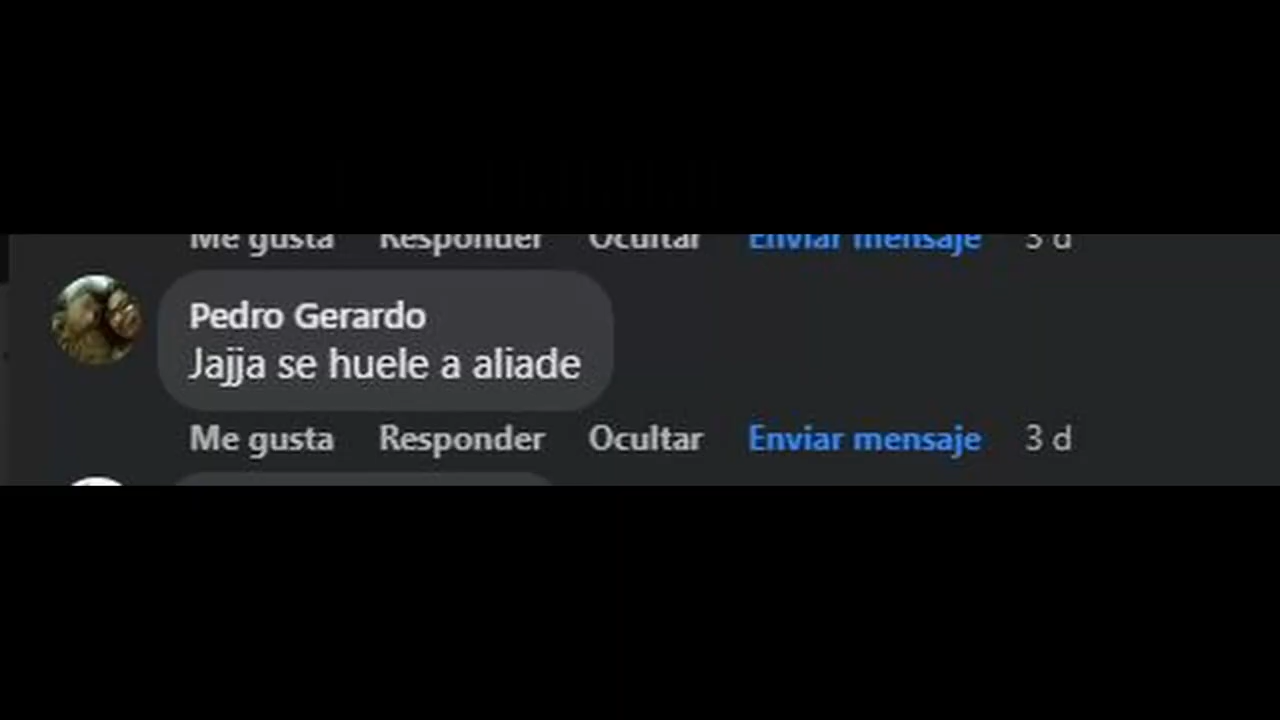 Me gusta Responder Ocultar Enviar mensaje 3 d
Pedro Gerardo
Jajja se huele a aliade
Me gusta Responder Ocultar Enviar mensaje 3 d